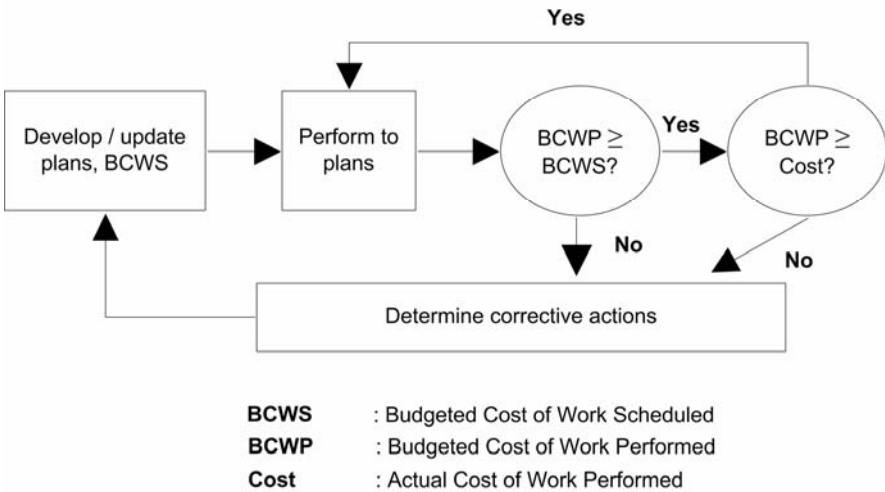 Yes
Develop / update
plans, BCWS
Perform to
plans
BCWP ≥
BCWS?
Yes
BCWP ≥
Cost?
No
No
Determine corrective actions
BCWS : Budgeted Cost of Work Scheduled
BCWP : Budgeted Cost of Work Performed
Cost : Actual Cost of Work Performed